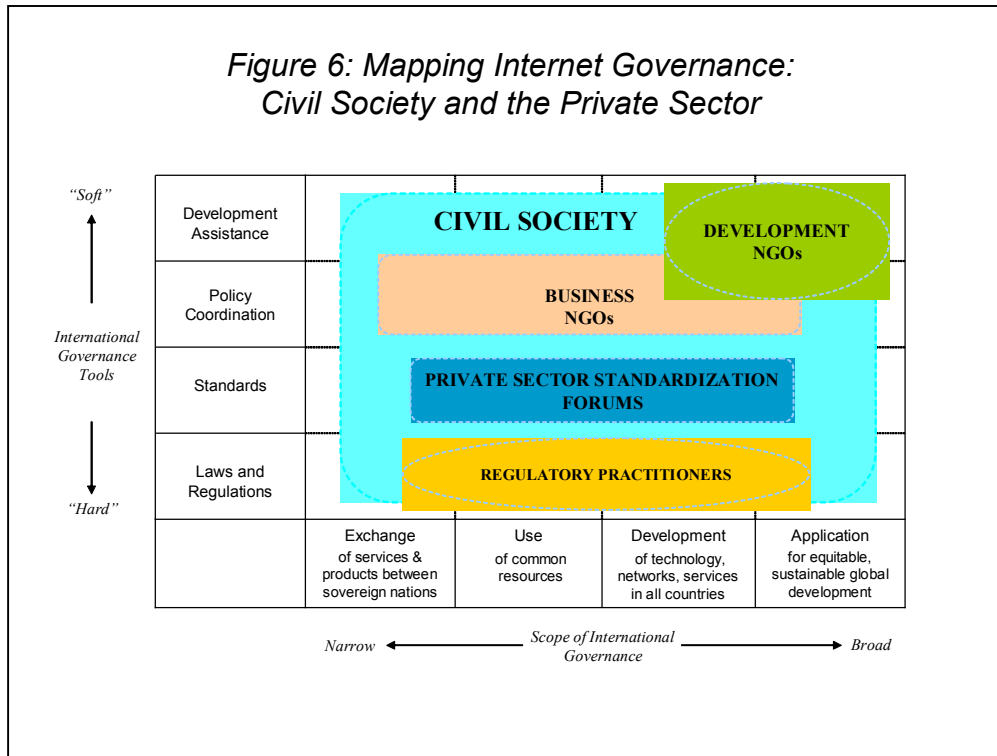 Figure 6: Mapping Internet Governance:
Civil Society and the Private Sector
“Soft”
International
Governance
Tools
“Hard”
Development
Assistance
CIVIL SOCIETY
DEVELOPMENT
NGOs
Policy
Coordination
BUSINESS
NGOs
Standards
PRIVATE SECTOR STANDARDIZATION
FORUMS
Laws and
Regulations
REGULATORY PRACTITIONERS
Exchange
of services &
products between
sovereign nations
Use
of common
resources
Development
of technology,
networks, services
in all countries
Application
for equitable,
sustainable global
development
Narrow
Scope of International
Governance
Broad